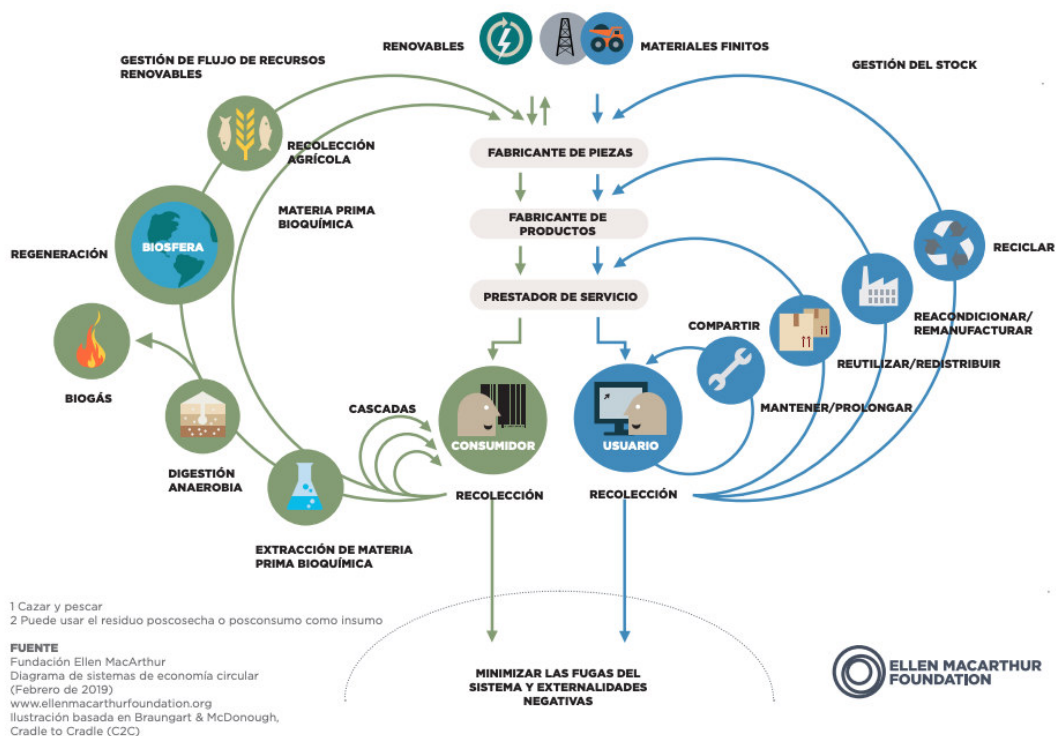 RENOVABLES
MATERIALES FINITOS
GESTIÓN DE FLUJO DE RECURSOS
RENOVABLES
GESTIÓN DEL STOCK
RECOLECCIÓN
AGRÍCOLA
FABRICANTE DE PIEZAS
MATERIA PRIMA
BIOQUÍMICA
FABRICANTE DE
PRODUCTOS
REGENERACIÓN
BIOSFERA
RECICLAR
PRESTADOR DE SERVICIO
REACONDICIONAR/
REMANUFACTURAR
COMPARTIR
REUTILIZAR/REDISTRIBUIR
BIOGÁS
CASCADAS
MANTENER/PROLONGAR
CONSUMIDOR
USUARIO
DIGESTIÓN
ANAEROBIA
RECOLECCIÓN
RECOLECCIÓN
EXTRACCIÓN DE MATERIA
PRIMA BIOQUÍMICA
1 Cazar y pescar
2 Puede usar el residuo poscosecha o posconsumo como insumo
FUENTE
Fundación Ellen MacArthur
Diagrama de sistemas de economía circular
(Febrero de 2019)
www.ellenmacarthurfoundation.org
Ilustración basada en Braungart & McDonough,
Cradle to Cradle (C2C)
MINIMIZAR LAS FUGAS DEL
SISTEMA Y EXTERNALIDADES
NEGATIVAS
ELLEN MACARTHUR
FOUNDATION